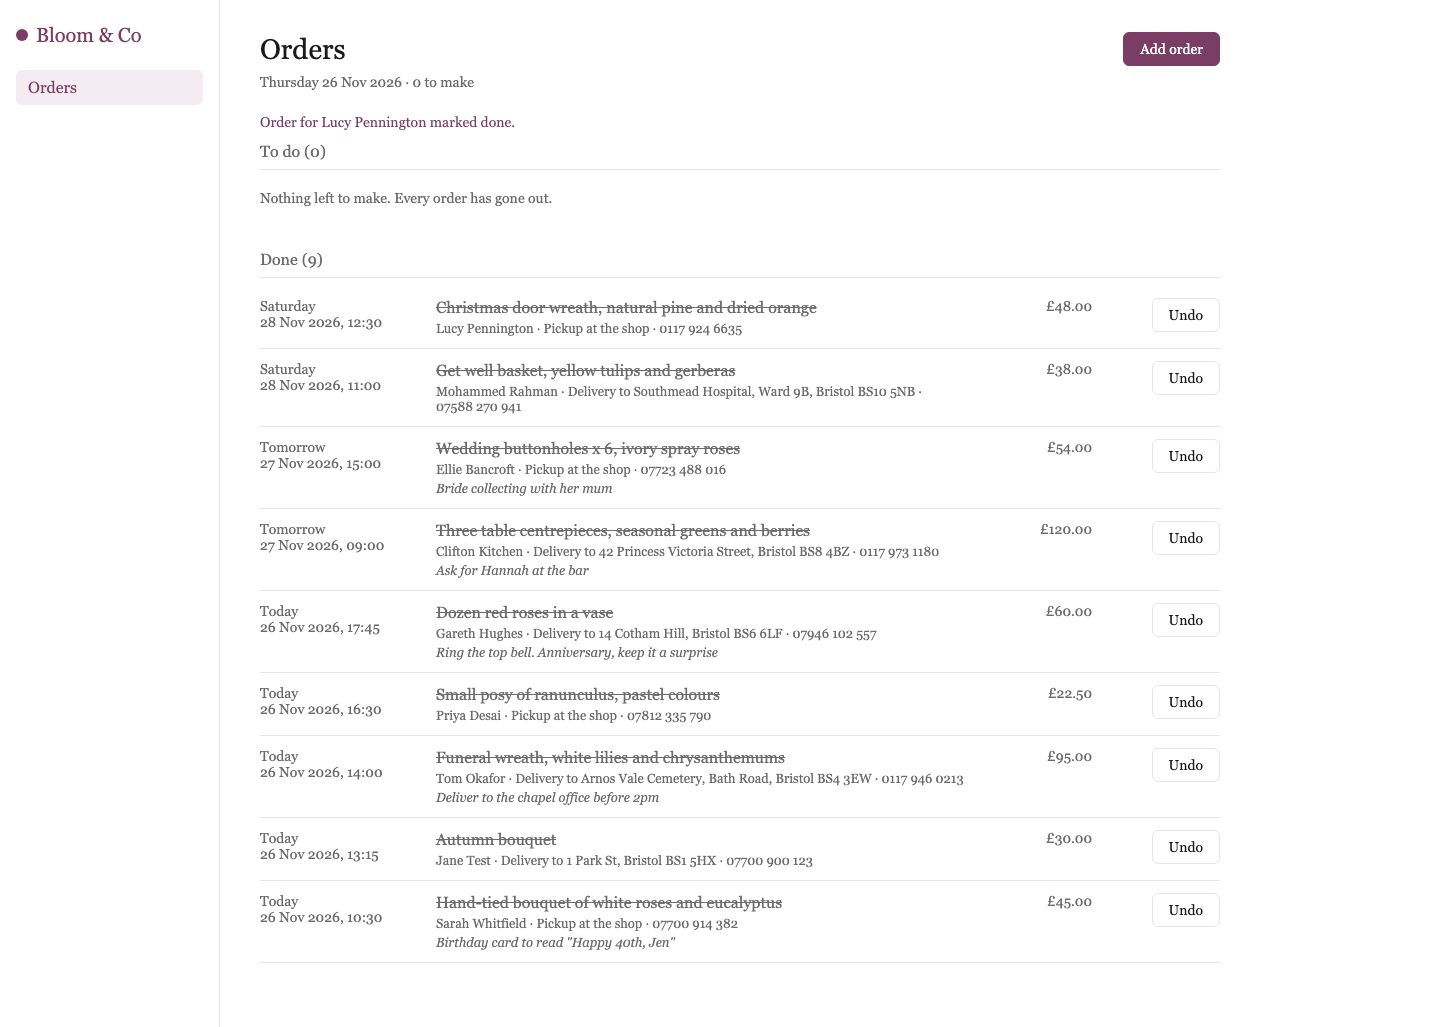 Bloom & Co
Orders
Orders
Add order
Thursday 26 Nov 2026 · 0 to make
Order for Lucy Pennington marked done.
To do (0)
Nothing left to make. Every order has gone out.
Done (9)
Saturday
28 Nov 2026, 12:30
Christmas door wreath, natural pine and dried orange
Lucy Pennington · Pickup at the shop · 0117 924 6635
£48.00
Undo
Saturday
28 Nov 2026, 11:00
Get well basket, yellow tulips and gerberas
Mohammed Rahman · Delivery to Southmead Hospital, Ward 9B, Bristol BS10 5NB ·
07588 270 941
£38.00
Undo
Tomorrow
27 Nov 2026, 15:00
Wedding buttonholes x 6, ivory spray roses
Ellie Bancroft · Pickup at the shop · 07723 488 016
Bride collecting with her mum
£54.00
Undo
Tomorrow
27 Nov 2026, 09:00
Three table centrepieces, seasonal greens and berries
Clifton Kitchen · Delivery to 42 Princess Victoria Street, Bristol BS8 4BZ · 0117 973 1180
Ask for Hannah at the bar
£120.00
Undo
Today
26 Nov 2026, 17:45
Dozen red roses in a vase
Gareth Hughes · Delivery to 14 Cotham Hill, Bristol BS6 6LF · 07946 102 557
Ring the top bell. Anniversary, keep it a surprise
£60.00
Undo
Today
26 Nov 2026, 16:30
Small posy of ranunculus, pastel colours
Priya Desai · Pickup at the shop · 07812 335 790
£22.50
Undo
Today
26 Nov 2026, 14:00
Funeral wreath, white lilies and chrysanthemums
Tom Okafor · Delivery to Arnos Vale Cemetery, Bath Road, Bristol BS4 3EW · 0117 946 0213
Deliver to the chapel office before 2pm
£95.00
Undo
Today
26 Nov 2026, 13:15
Autumn bouquet
Jane Test · Delivery to 1 Park St, Bristol BS1 5HX · 07700 900 123
£30.00
Undo
Today
26 Nov 2026, 10:30
Hand-tied bouquet of white roses and eucalyptus
Sarah Whitfield · Pickup at the shop · 07700 914 382
Birthday card to read "Happy 40th, Jen"
£45.00
Undo